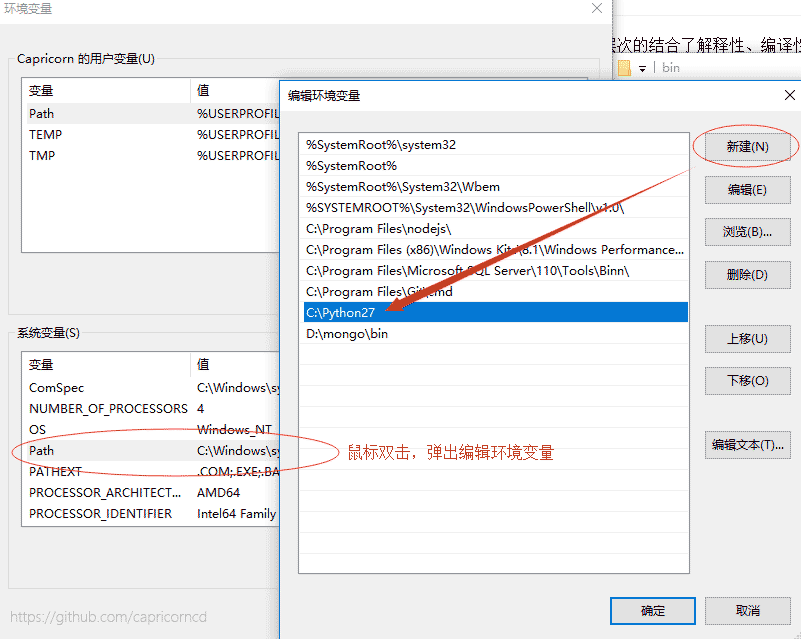 环境变量
层次的结合了解释性、编译性
bin
Capricorn 的用户变量(U)
变量 值
Path %USERPROFIL
TEMP %USERPROFIL
TMP %USERPROFIL
系统变量(S)
变量 值
ComSpec C:\Windows\sy
NUMBER_OF_PROCESSORS 4
OS Windows_NT
Path C:\Windows\sy
PATHEXT .COM;.EXE;.BA
PROCESSOR_ARCHITECT... AMD64
PROCESSOR_IDENTIFIER Intel64 Family
鼠标双击，弹出编辑环境变量
https://github.com/capricorncd
编辑环境变量
%SystemRoot%\system32
%SystemRoot%
%SystemRoot%\System32\Wbem
%SYSTEMROOT%\System32\WindowsPowerShell\v1.0\
C:\Program Files\nodejs\
C:\Program Files (x86)\Windows Kits\8.1\Windows Performance...
C:\Program Files\Microsoft SQL Server\110\Tools\Binn\
C:\Program Files\Git\cmd
C:\Python27
D:\mongo\bin
新建(N)
编辑(E)
浏览(B)...
删除(D)
上移(U)
下移(O)
编辑文本(T)...
确定
取消